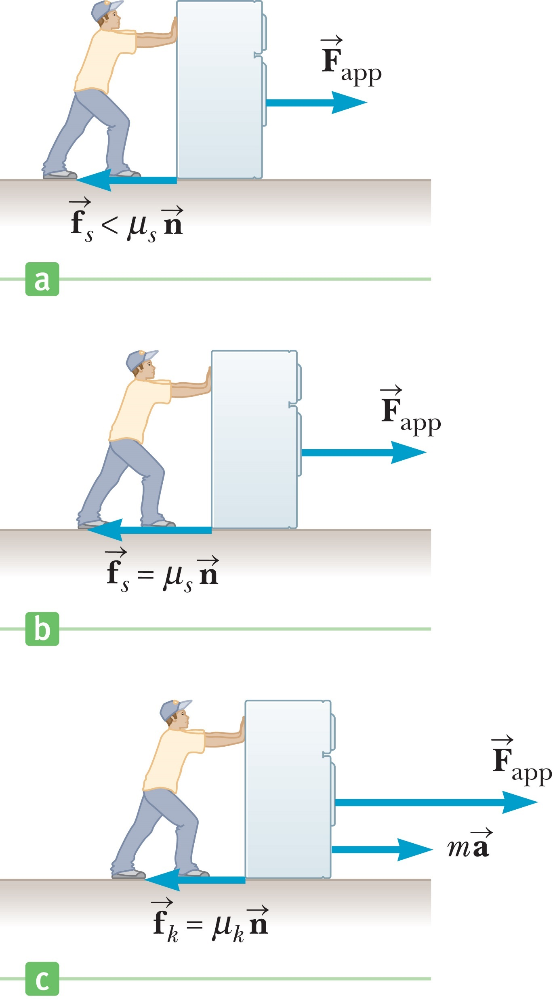 F⃗app
f⃗s < μs n⃗
a
F⃗app
f⃗s = μs n⃗
b
F⃗app
ma⃗
f⃗k = μk n⃗
c